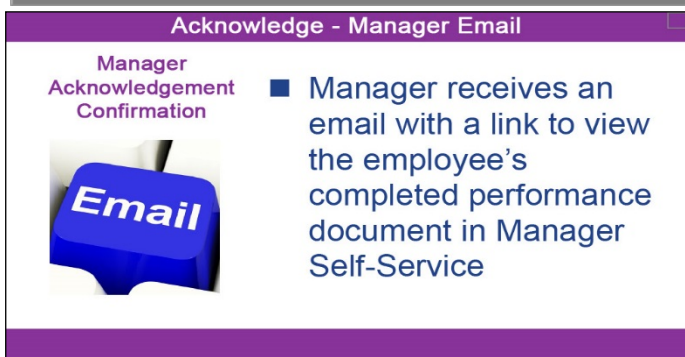 Acknowledge - Manager Email
Manager
Acknowledgement
Confirmation
Email
■ Manager receives an
email with a link to view
the employee's
completed performance
document in Manager
Self-Service